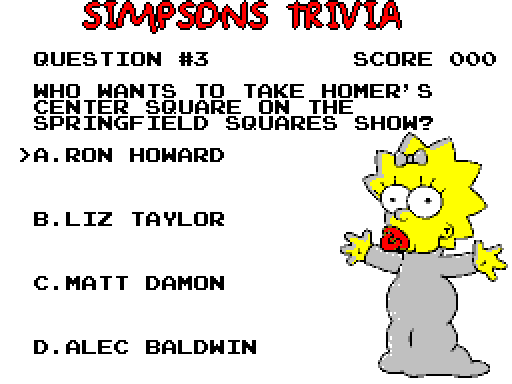 SIMPSONS TRIVIA
QUESTION #3 SCORE 000
WHO WANTS TO TAKE HOMER'S
CENTER SQUARE ON THE
SPRINGFIELD SQUARES SHOW?
>A.RON HOWARD
B.LIZ TAYLOR
C.MATT DAMON
D.ALEC BALDWIN